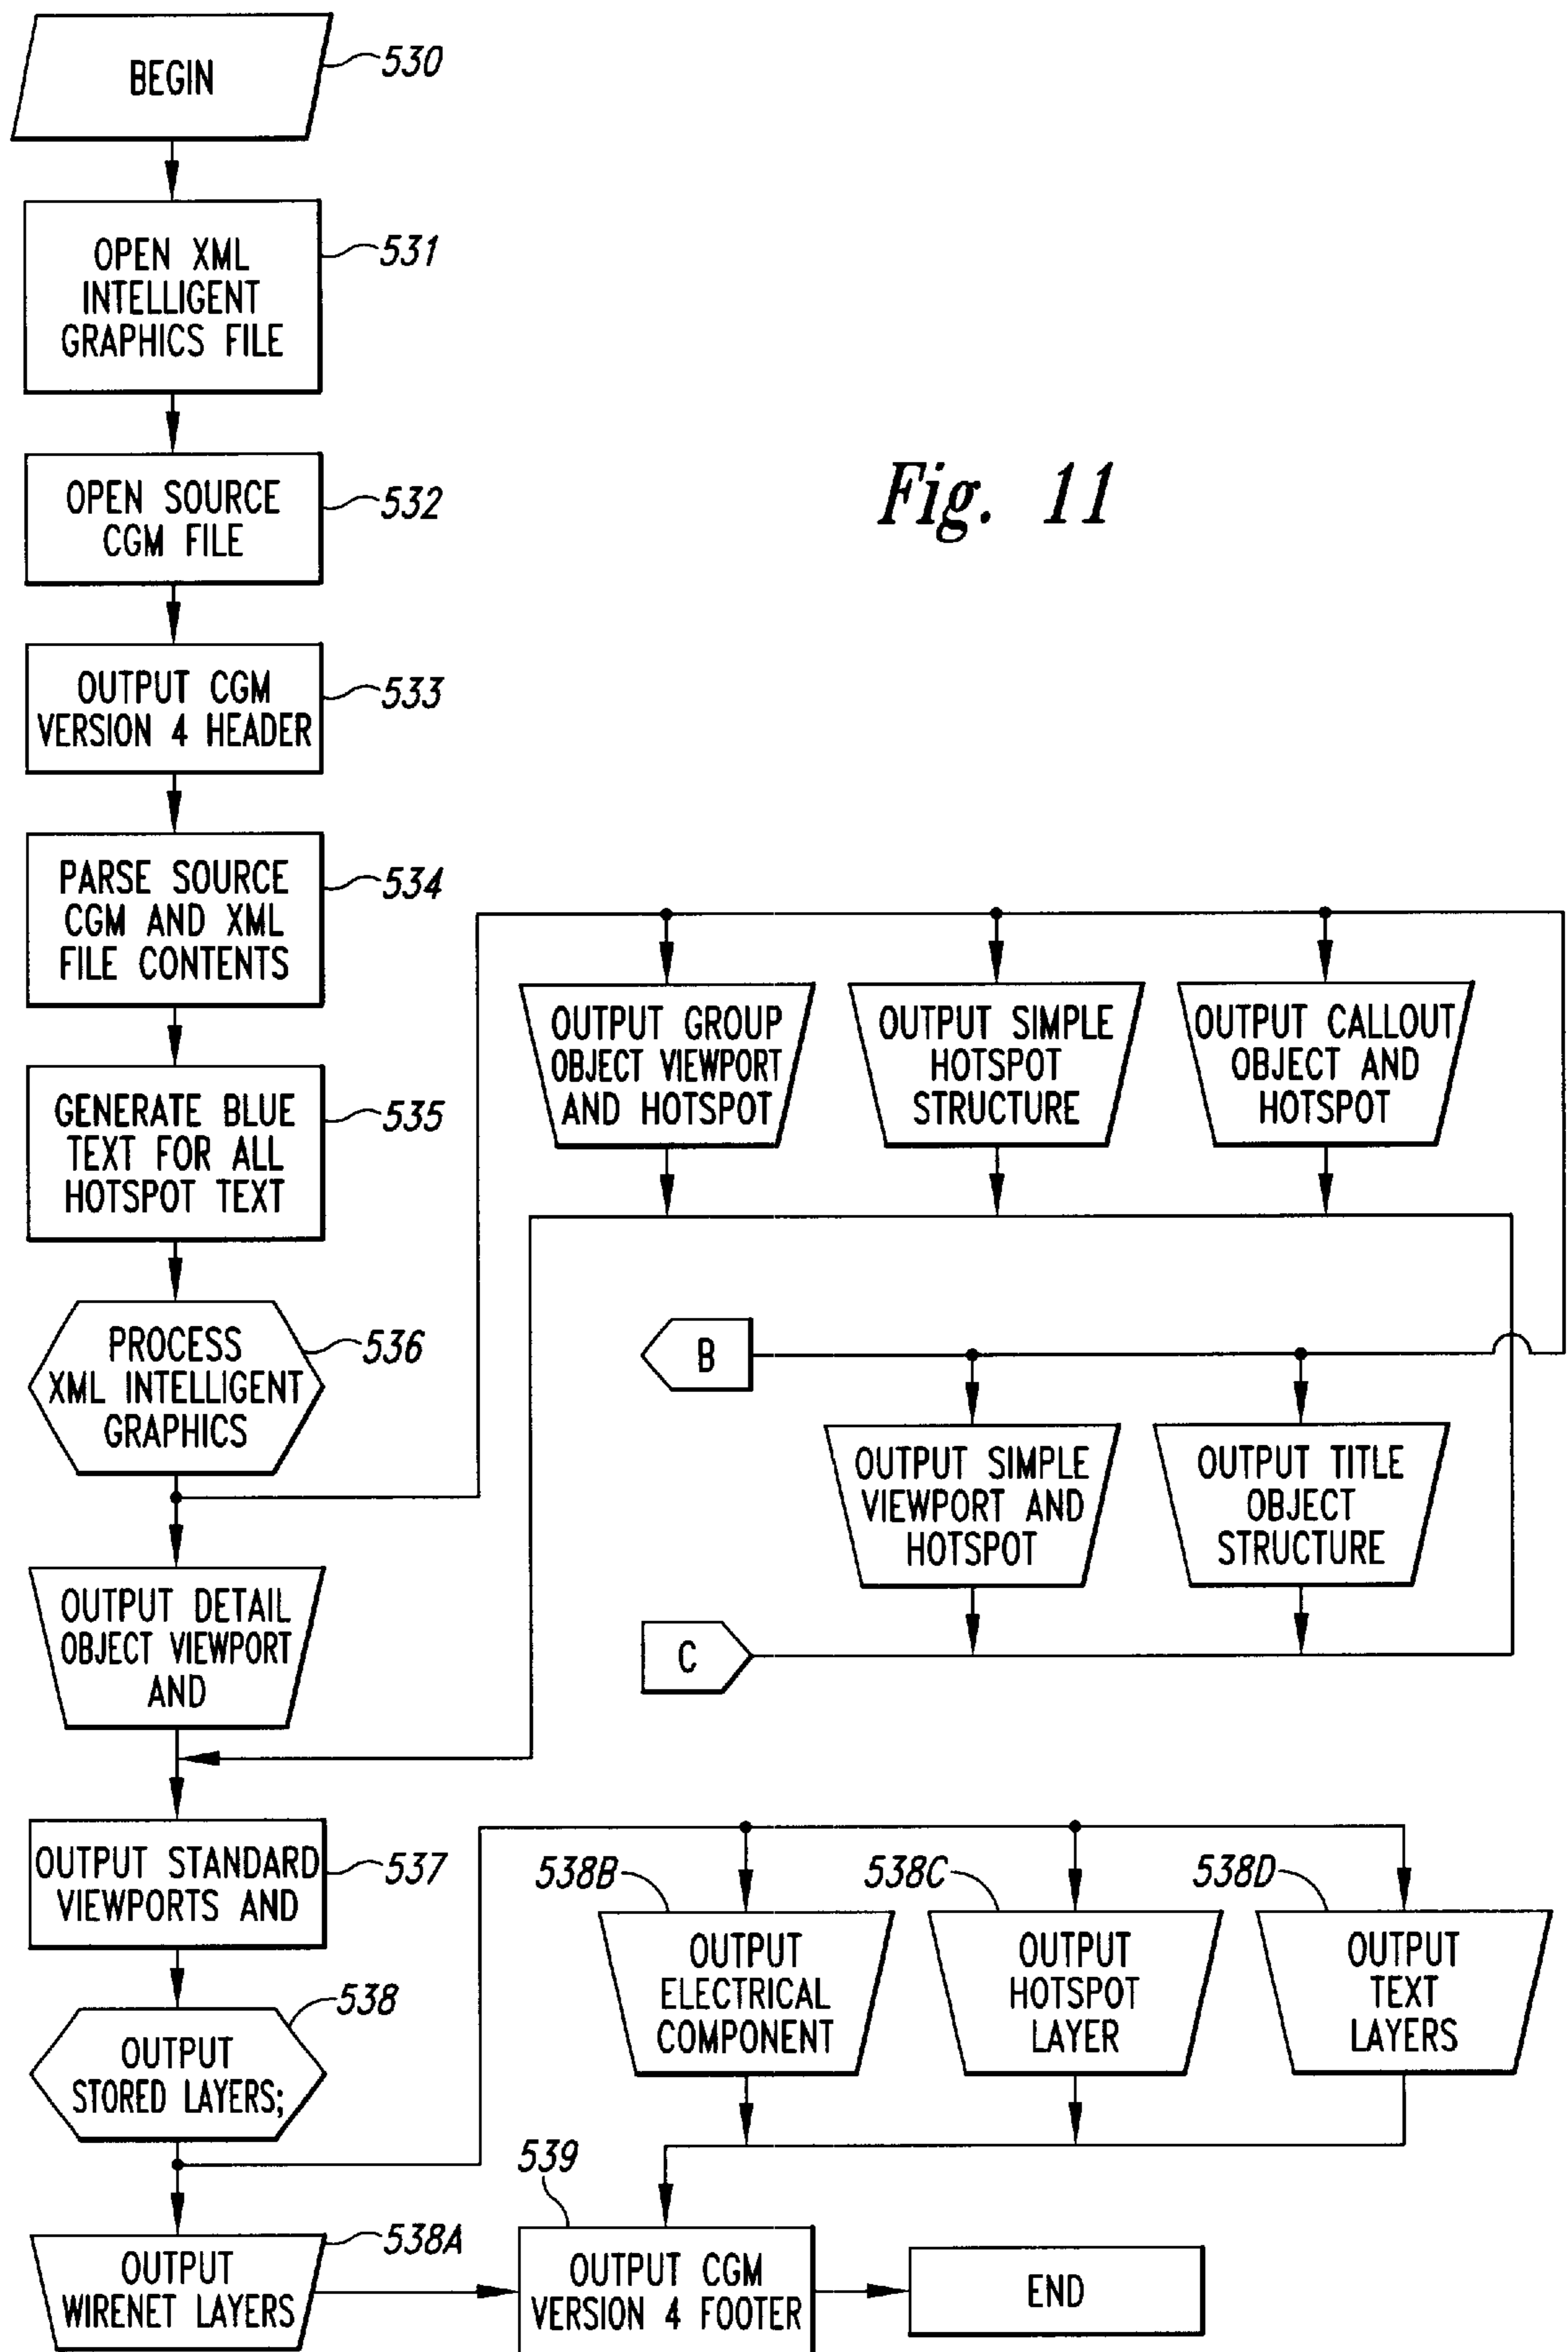 BEGIN
530
OPEN XML
INTELLIGENT
GRAPHICS FILE
531
OPEN SOURCE
CGM FILE
532
Fig. 11
OUTPUT CGM
VERSION 4 HEADER
533
PARSE SOURCE
CGM AND XML
FILE CONTENTS
534
GENERATE BLUE
TEXT FOR ALL
HOTSPOT TEXT
535
PROCESS
XML INTELLIGENT
GRAPHICS
536
OUTPUT GROUP
OBJECT VIEWPORT
AND HOTSPOT
OUTPUT SIMPLE
HOTSPOT
STRUCTURE
OUTPUT CALLOUT
OBJECT AND
HOTSPOT
B
OUTPUT SIMPLE
VIEWPORT AND
HOTSPOT
OUTPUT TITLE
OBJECT
STRUCTURE
C
OUTPUT DETAIL
OBJECT VIEWPORT
AND
OUTPUT STANDARD
VIEWPORTS AND
537
OUTPUT
STORED LAYERS;
538
538B
OUTPUT
ELECTRICAL
COMPONENT
538C
OUTPUT
HOTSPOT
LAYER
538D
OUTPUT
TEXT
LAYERS
OUTPUT
WIRENET LAYERS
538A
539
OUTPUT CGM
VERSION 4 FOOTER
END